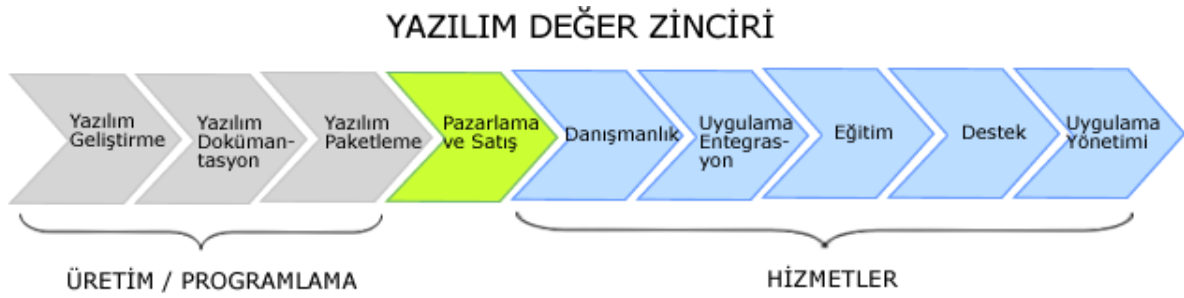 YAZILIM DEĞER ZİNCİRİ
Yazılım
Geliştirme
Yazılım
Doküman-
tasyon
Yazılım
Paketleme
Pazarlama
ve Satış
Danışmanlık
Uygulama
Entegras-
yon
Eğitim
Destek
Uygulama
Yönetimi
ÜRETİM / PROGRAMLAMA
HİZMETLER